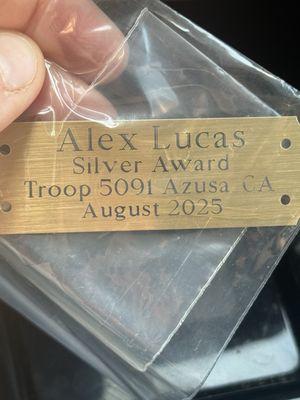 Alex Lucas
Silver Award
Troop 5091 Azusa CA
August 2025